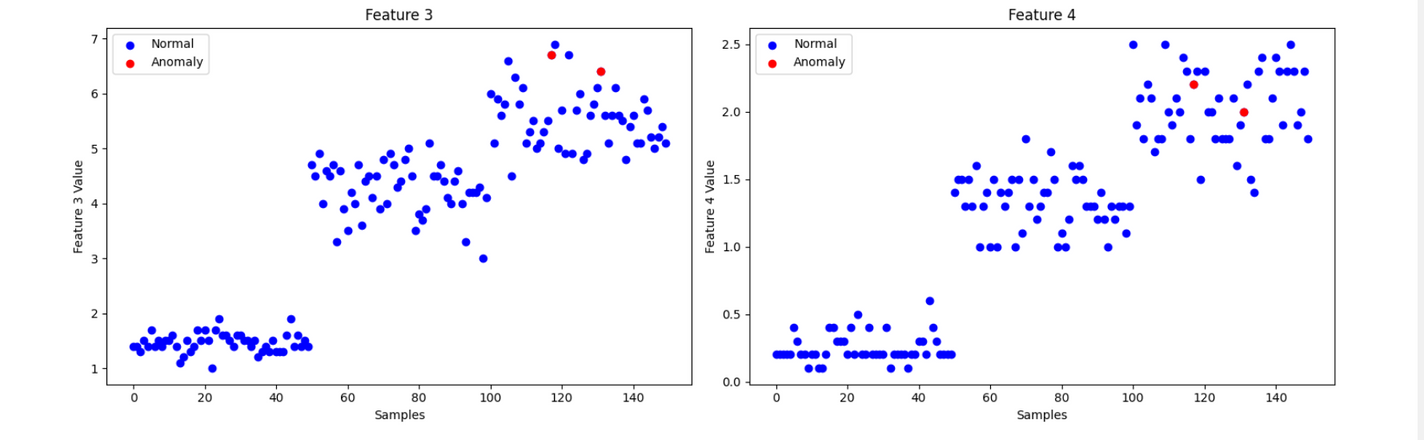 Feature 3
7
6
5
4
3
2
1
Feature 3 Value
Normal
Anomaly
0 20 40 60 80 100 120 140
Samples
Feature 4
2.5
2.0
1.5
1.0
0.5
0.0
Feature 4 Value
Normal
Anomaly
0 20 40 60 80 100 120 140
Samples